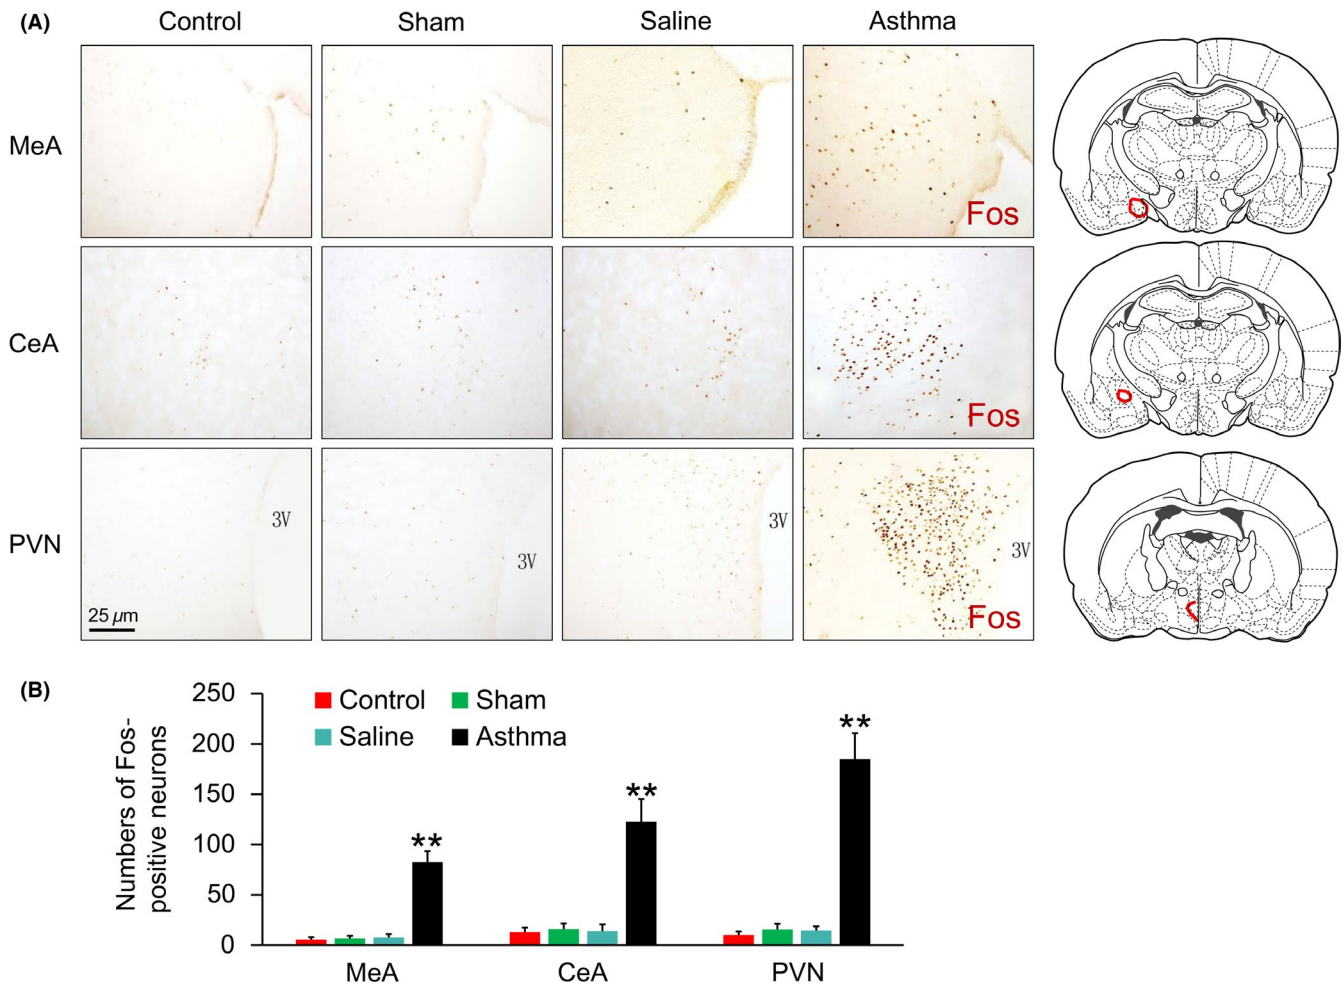 (A)
Control Sham Saline Asthma
MeA
Fos
CeA
Fos
PVN
3V 3V 3V 3V
25 µm
Fos
(B)
Numbers of Fos-
positive neurons
250
200
150
100
50
0
Control Sham
Saline Asthma
**
**
**
MeA CeA PVN